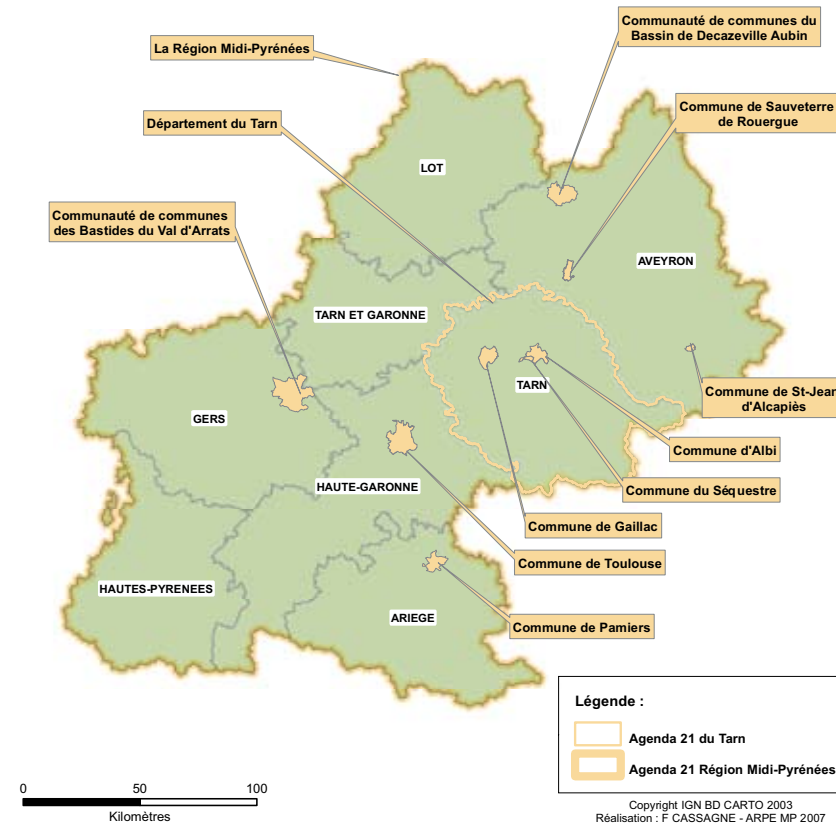 Communauté de communes du
Bassin de Decazeville Aubin
La Région Midi-Pyrénées
Commune de Sauveterre
de Rouergue
Département du Tarn
LOT
Communauté de communes
des Bastides du Val d'Arrats
AVEYRON
TARN ET GARONNE
TARN
Commune de St-Jean
d'Alcapiès
GERS
Commune d'Albi
HAUTE-GARONNE
Commune du Séquestre
Commune de Gaillac
Commune de Toulouse
HAUTES-PYRENEES
ARIEGE
Commune de Pamiers
Légende :
Agenda 21 du Tarn
Agenda 21 Région Midi-Pyrénées
0 50 100
Kilomètres
Copyright IGN BD CARTO 2003
Réalisation : F CASSAGNE - ARPE MP 2007